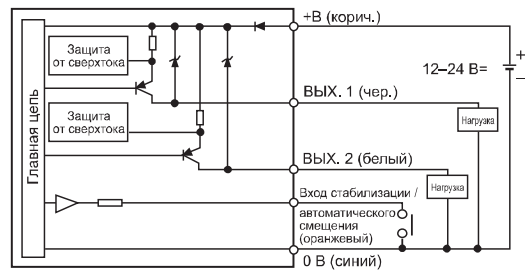 +В (корич.)
Защита
от сверхтока
12–24 В=
+
–
ВЫХ. 1 (чер.)
Защита
от сверхтока
Нагрузка
Главная цепь
ВЫХ. 2 (белый)
Нагрузка
Вход стабилизации /
автоматического
смещения
(оранжевый)
0 В (синий)